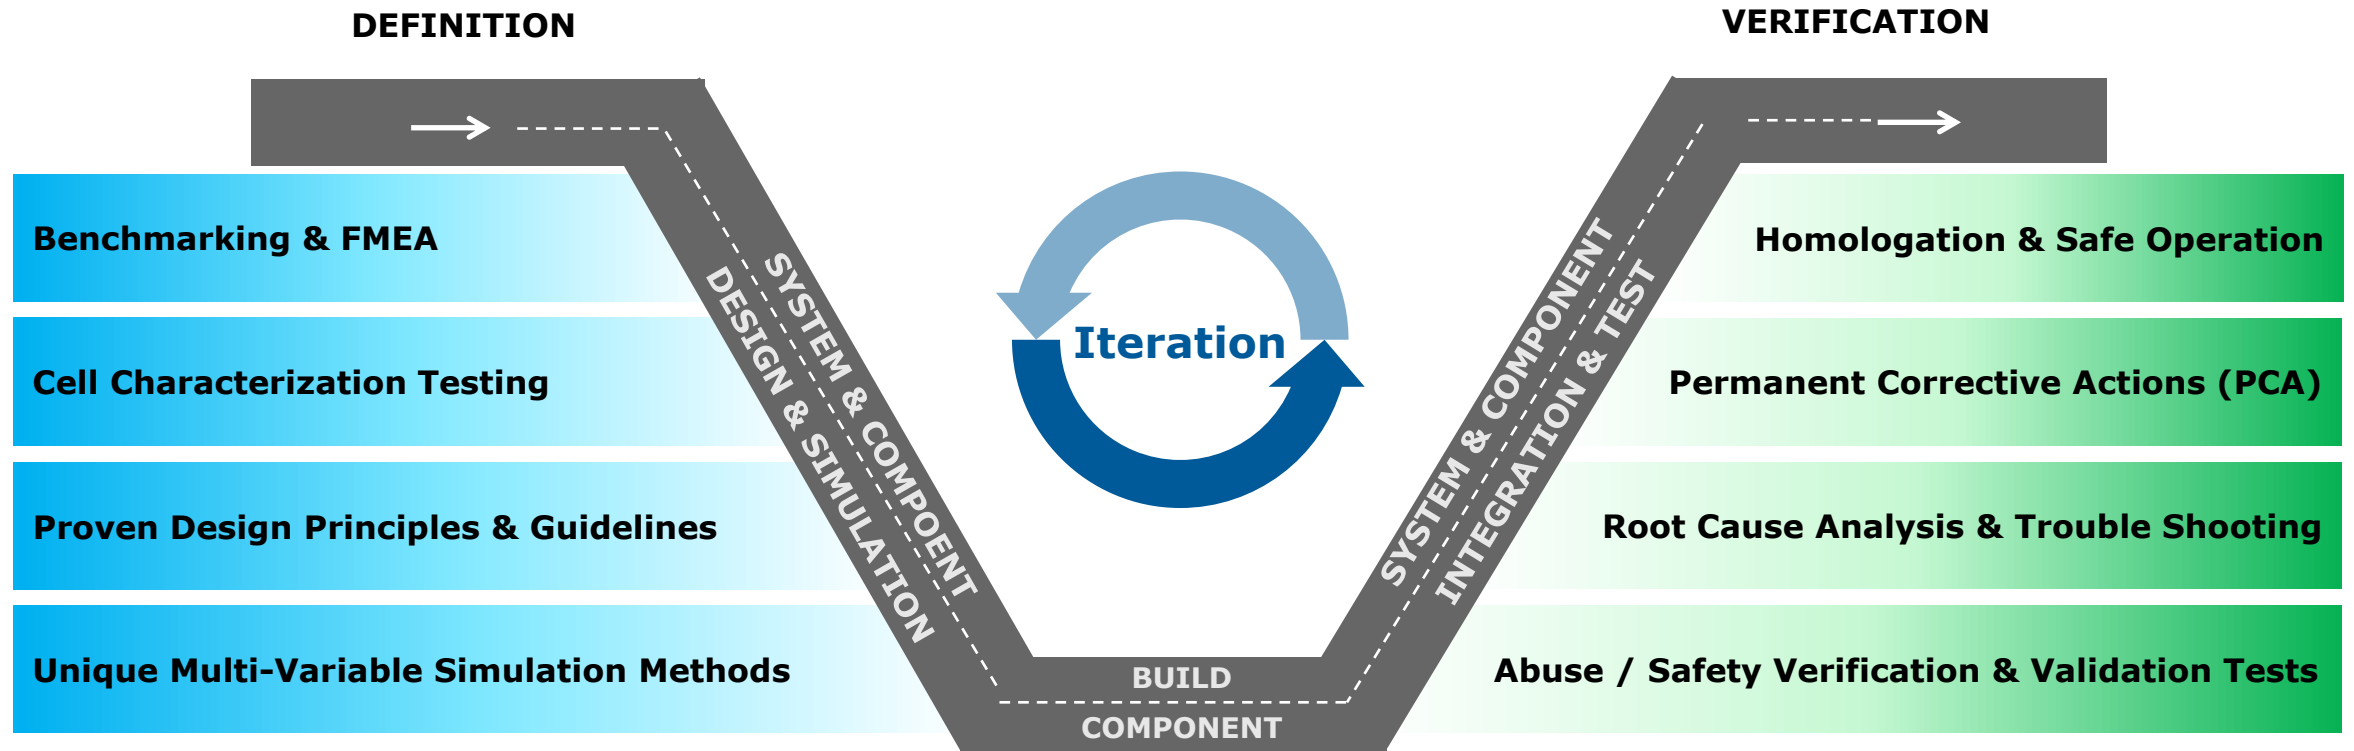 DEFINITION
VERIFICATION
Benchmarking & FMEA
Cell Characterization Testing
Proven Design Principles & Guidelines
Unique Multi-Variable Simulation Methods
SYSTEM & COMPOENT
DESIGN & SIMULATION
Iteration
BUILD
COMPONENT
SYSTEM & COMPONENT
INTEGRATION & TEST
Homologation & Safe Operation
Permanent Corrective Actions (PCA)
Root Cause Analysis & Trouble Shooting
Abuse / Safety Verification & Validation Tests